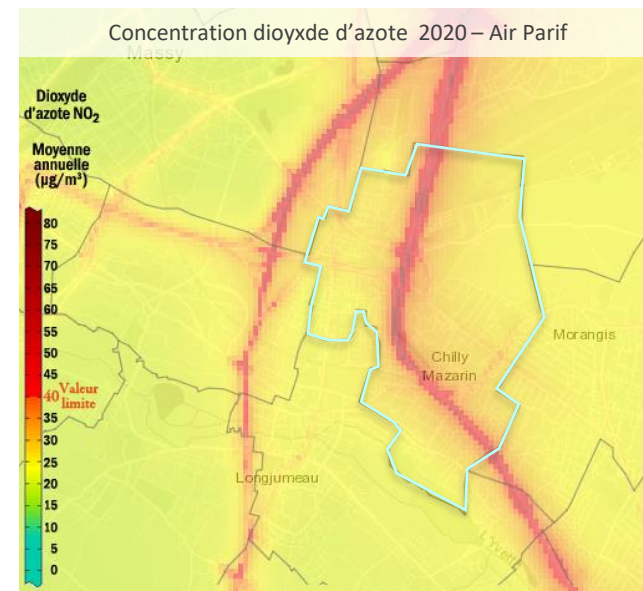 Concentration dioyxde d'azote  2020 – Air Parif
Massy
Dioxyde
d'azote NO₂
Moyenne
annuelle
(µg/m³)
80
75
70
65
60
55
50
45
40 Valeur
limite
35
30
25
20
15
10
5
0
Chilly
Mazarin
Morangis
Longjumeau
L'Yvette